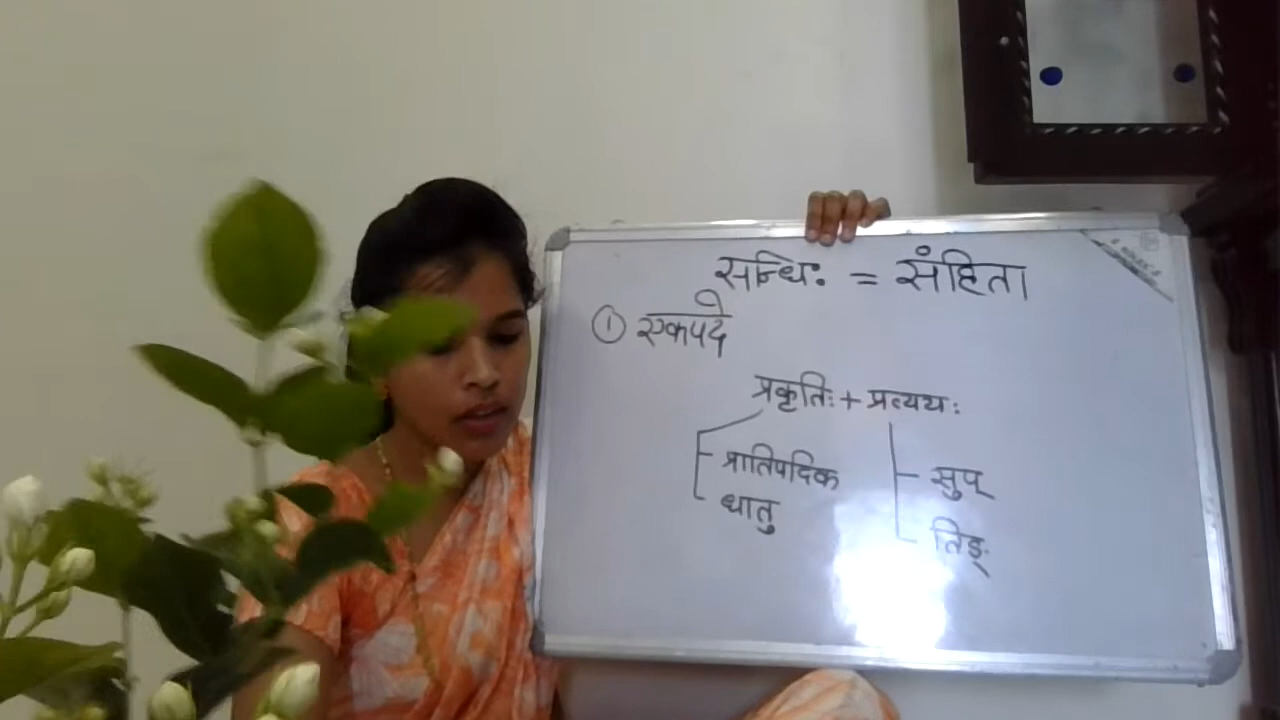 सन्धिः = संहिता
① एकपदे
प्रकृतिः + प्रत्ययः
प्रातिपदिक
धातु
सुप्
तिङ्